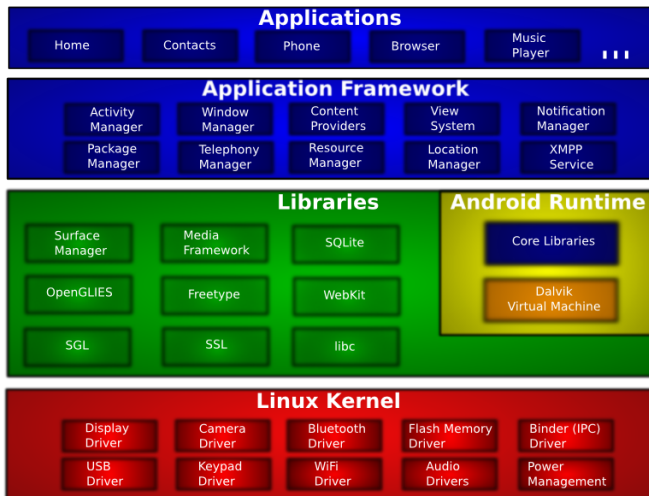 Applications
Home
Contacts
Phone
Browser
Music
Player
...
Application Framework
Activity
Manager
Window
Manager
Content
Providers
View
System
Notification
Manager
Package
Manager
Telephony
Manager
Resource
Manager
Location
Manager
XMPP
Service
Libraries
Surface
Manager
Media
Framework
SQLite
OpenGLIES
Freetype
WebKit
SGL
SSL
libc
Android Runtime
Core Libraries
Dalvik
Virtual Machine
Linux Kernel
Display
Driver
Camera
Driver
Bluetooth
Driver
Flash Memory
Driver
Binder (IPC)
Driver
USB
Driver
Keypad
Driver
WiFi
Driver
Audio
Drivers
Power
Management